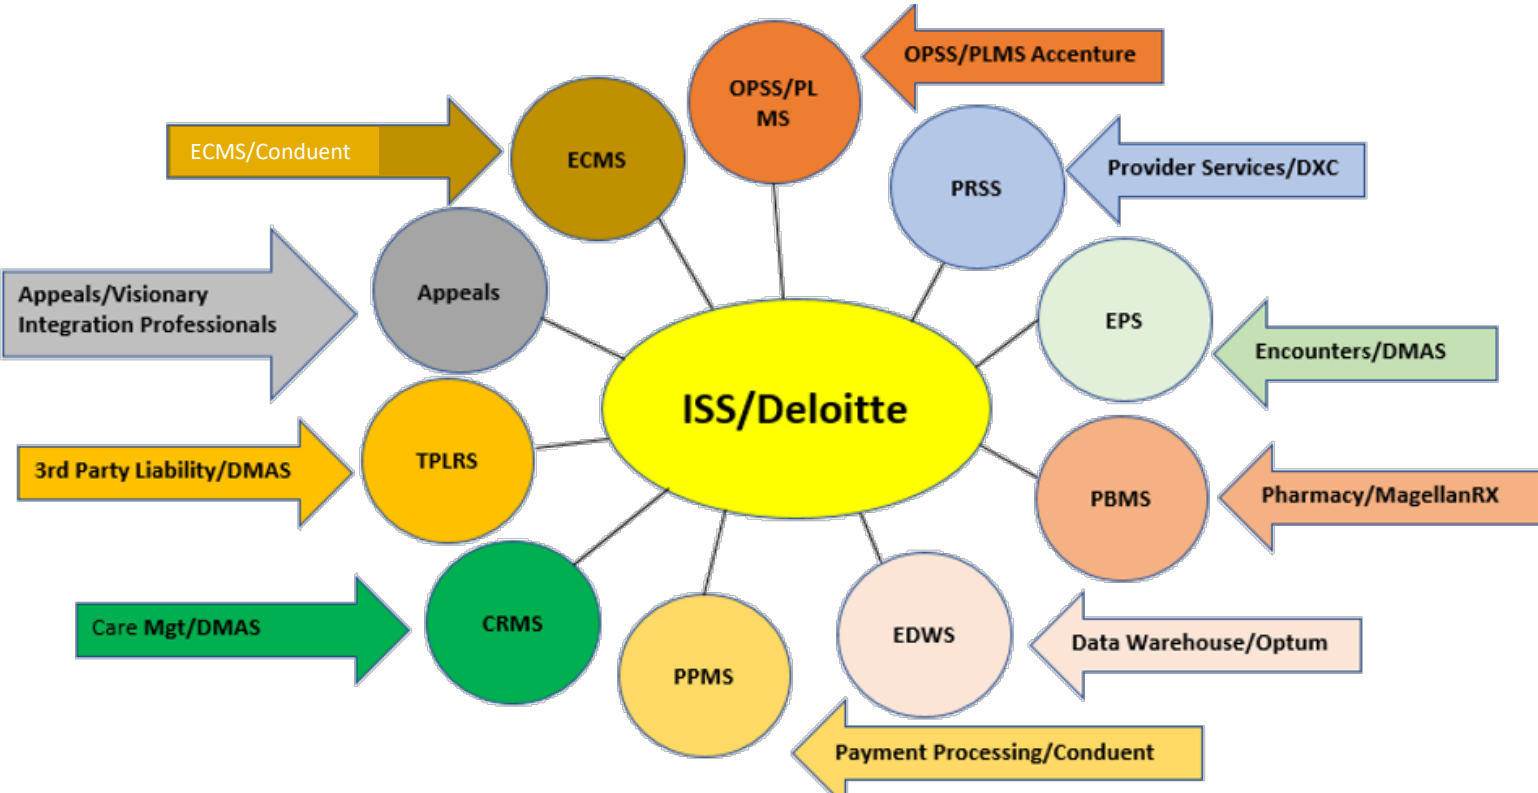 OPSS/PLMS Accenture
OPSS/PL
MS
ECMS/Conduent
ECMS
PRSS
Provider Services/DXC
Appeals/Visionary
Integration Professionals
Appeals
EPS
Encounters/DMAS
ISS/Deloitte
3rd Party Liability/DMAS
TPLRS
PBMS
Pharmacy/MagellanRX
Care Mgt/DMAS
CRMS
PPMS
EDWS
Data Warehouse/Optum
Payment Processing/Conduent